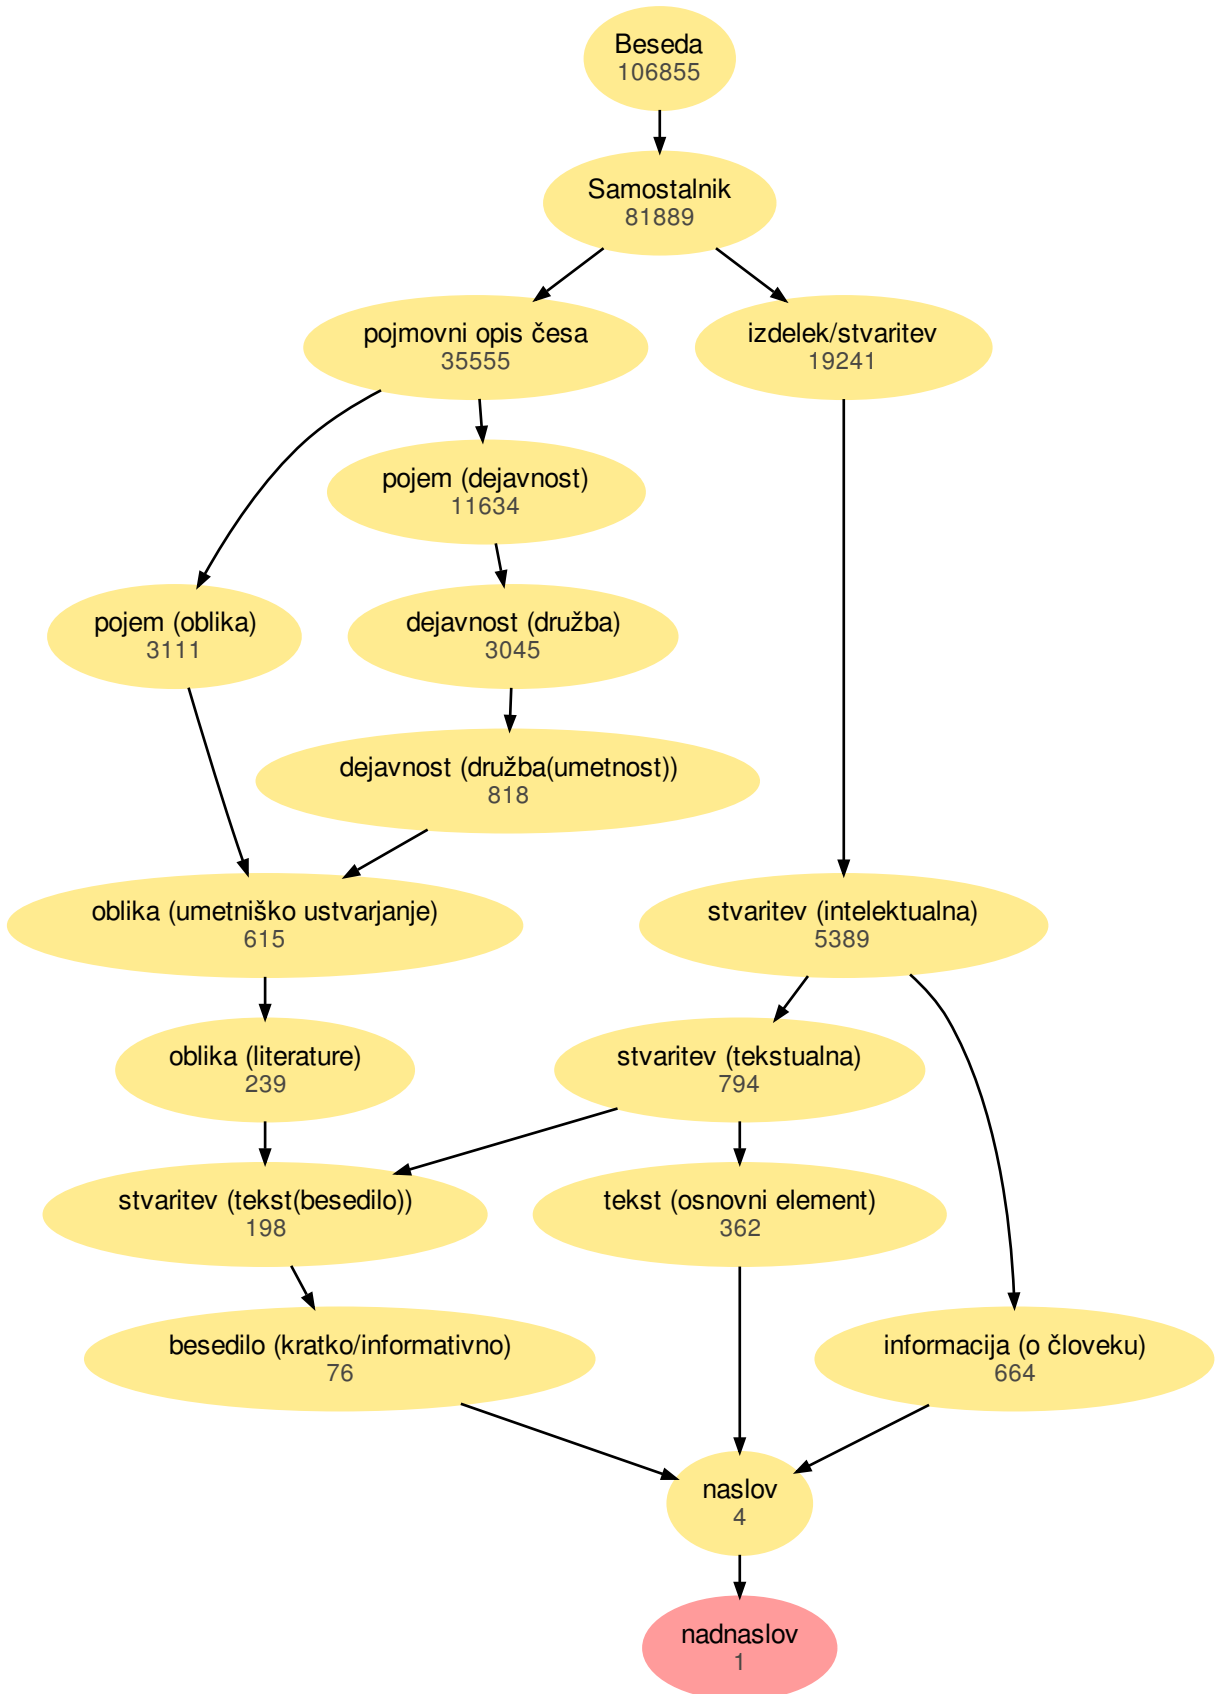 Beseda
106855
Samostalnik
81889
pojmovni opis česa
35555
izdelek/stvaritev
19241
pojem (dejavnost)
11634
pojem (oblika)
3111
dejavnost (družba)
3045
dejavnost (družba(umetnost))
818
oblika (umetniško ustvarjanje)
615
stvaritev (intelektualna)
5389
oblika (literature)
239
stvaritev (tekstualna)
794
stvaritev (tekst(besedilo))
198
tekst (osnovni element)
362
besedilo (kratko/informativno)
76
informacija (o človeku)
664
naslov
4
nadnaslov
1